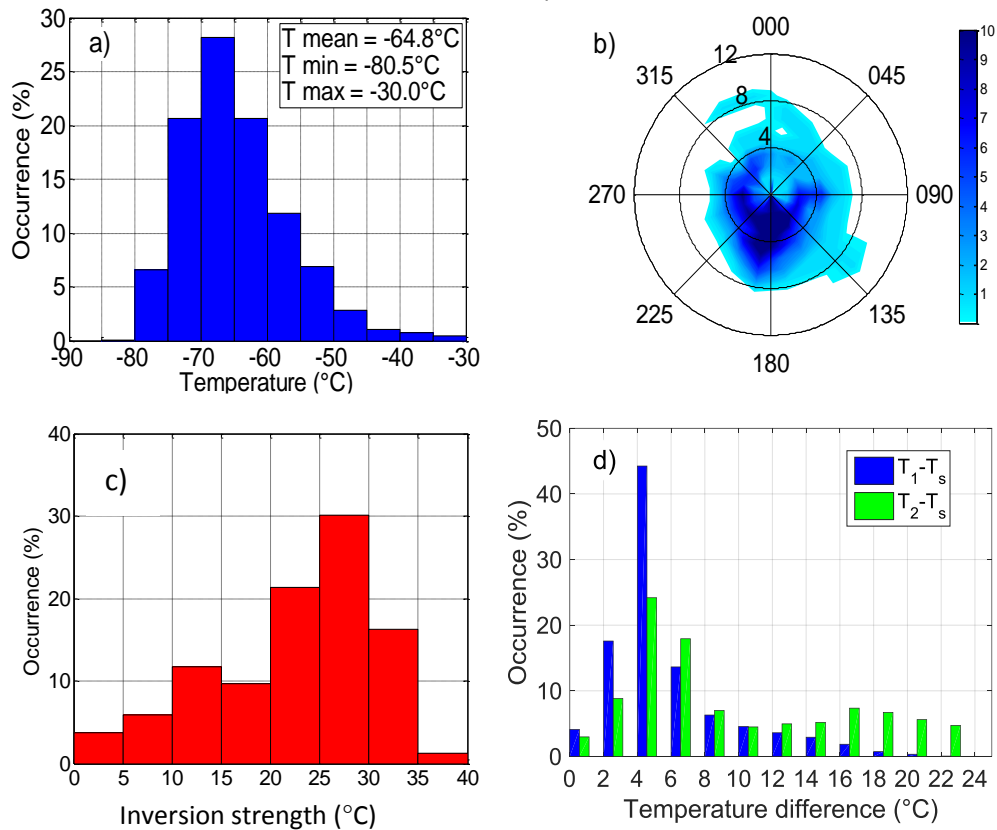 a)
T mean = -64.8°C
T min = -80.5°C
T max = -30.0°C
30
25
20
15
10
5
0
Occurrence (%)
-90 -80 -70 -60 -50 -40 -30
Temperature (°C)
b)
000
045
090
135
180
225
270
315
12
8
4
10
9
8
7
6
5
4
3
2
1
c)
40
30
20
10
0
Occurrence (%)
0 5 10 15 20 25 30 35 40
Inversion strength (°C)
d)
T₁-Tₛ
T₂-Tₛ
50
40
30
20
10
0
Occurrence (%)
0 2 4 6 8 10 12 14 16 18 20 22 24
Temperature difference (°C)